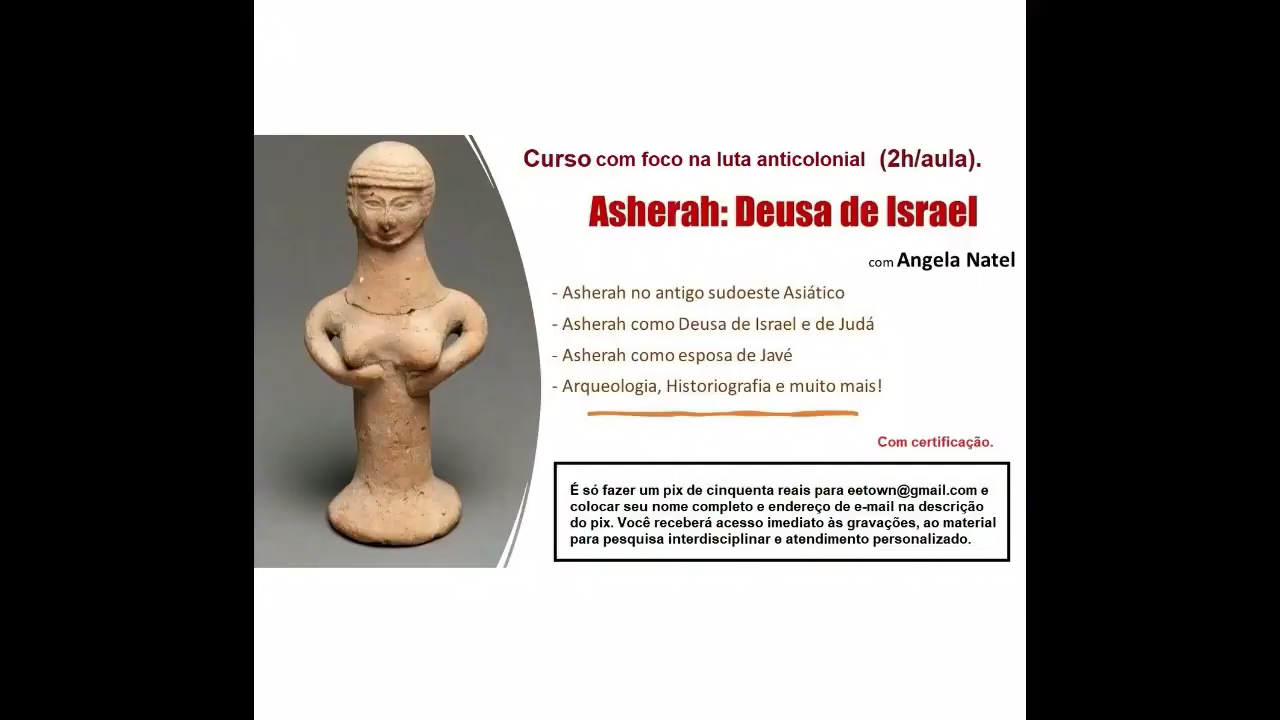 Curso com foco na luta anticolonial (2h/aula).
Asherah: Deusa de Israel
com Angela Natel
- Asherah no antigo sudoeste Asiático
- Asherah como Deusa de Israel e de Judá
- Asherah como esposa de Javé
- Arqueologia, Historiografia e muito mais!
Com certificação.
É só fazer um pix de cinquenta reais para eetown@gmail.com e
colocar seu nome completo e endereço de e-mail na descrição
do pix. Você receberá acesso imediato às gravações, ao material
para pesquisa interdisciplinar e atendimento personalizado.